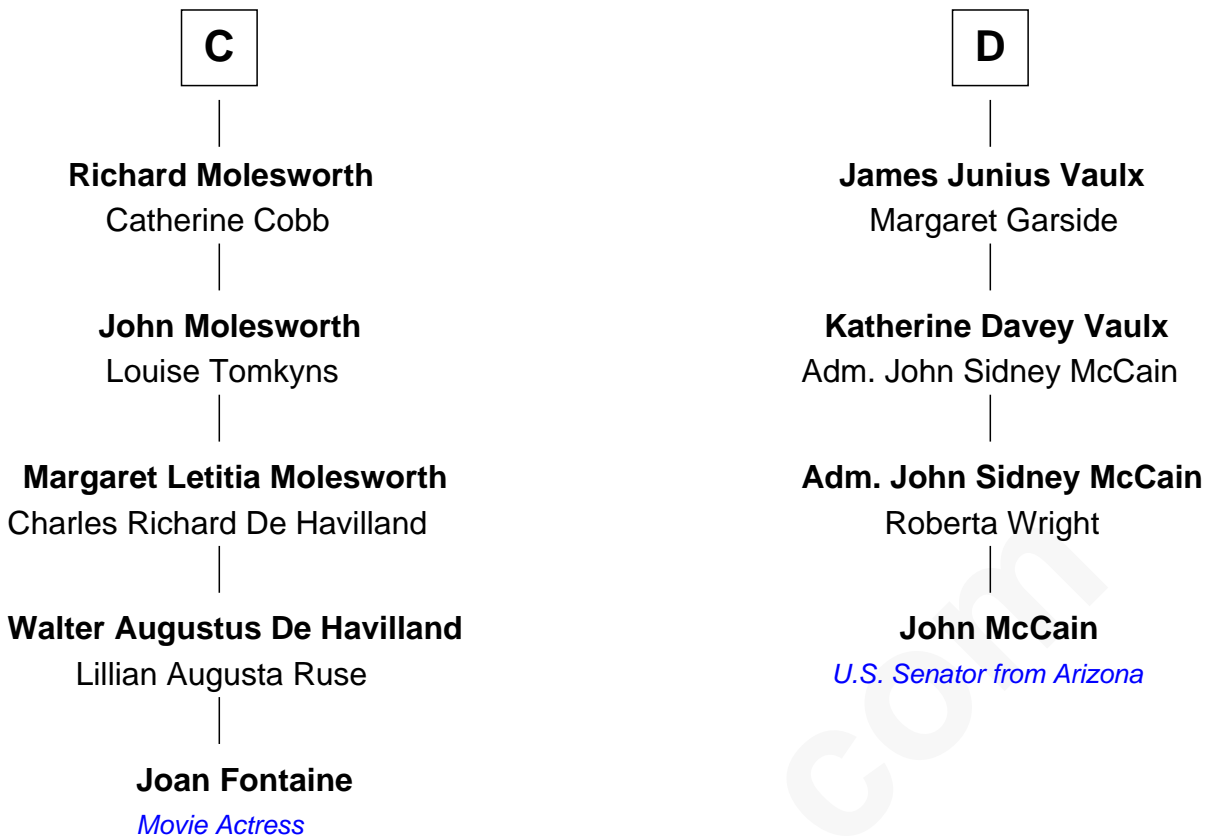 C
Richard Molesworth
Catherine Cobb
John Molesworth
Louise Tomkyns
Margaret Letitia Molesworth
Charles Richard De Havilland
Walter Augustus De Havilland
Lillian Augusta Ruse
Joan Fontaine
Movie Actress
D
James Junius Vaulx
Margaret Garside
Katherine Davey Vaulx
Adm. John Sidney McCain
Adm. John Sidney McCain
Roberta Wright
John McCain
U.S. Senator from Arizona
com